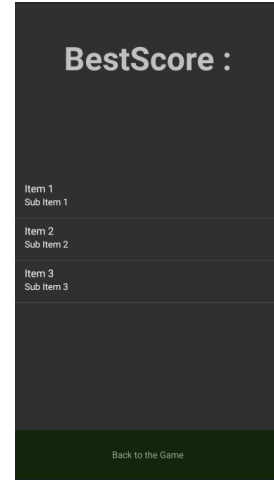 BestScore :
Item 1
Sub Item 1
Item 2
Sub Item 2
Item 3
Sub Item 3
Back to the Game